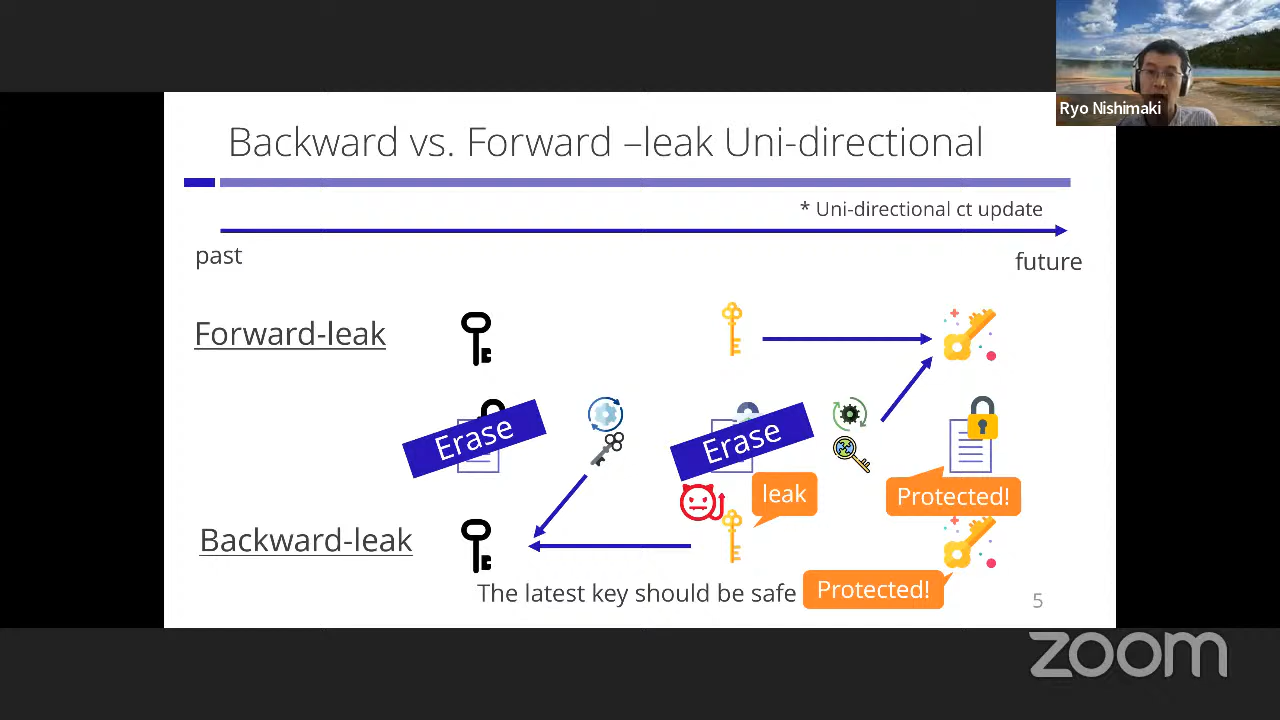 Ryo Nishimaki
Backward vs. Forward –leak Uni-directional
* Uni-directional ct update
past
future
Forward-leak
Erase
Erase
leak
Protected!
Backward-leak
The latest key should be safe
Protected!
5
zoom